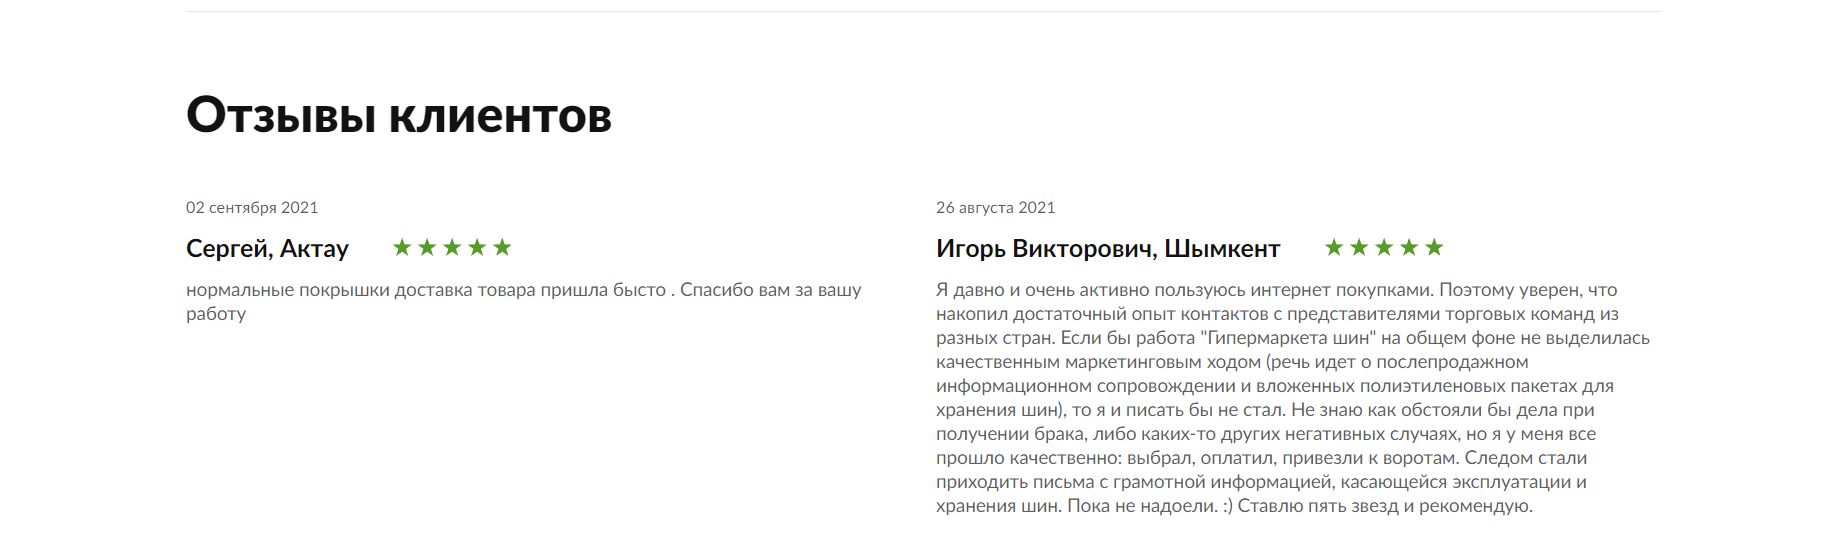 Отзывы клиентов
02 сентября 2021
Сергей, Актау
нормальные покрышки доставка товара пришла бысто . Спасибо вам за вашу
работу
26 августа 2021
Игорь Викторович, Шымкент
Я давно и очень активно пользуюсь интернет покупками. Поэтому уверен, что
накопил достаточный опыт контактов с представителями торговых команд из
разных стран. Если бы работа "Гипермаркета шин" на общем фоне не выделилась
качественным маркетинговым ходом (речь идет о послепродажном
информационном сопровождении и вложенных полиэтиленовых пакетах для
хранения шин), то я и писать бы не стал. Не знаю как обстояли бы дела при
получении брака, либо каких-то других негативных случаях, но я у меня все
прошло качественно: выбрал, оплатил, привезли к воротам. Следом стали
приходить письма с грамотной информацией, касающейся эксплуатации и
хранения шин. Пока не надоели. :) Ставлю пять звезд и рекомендую.